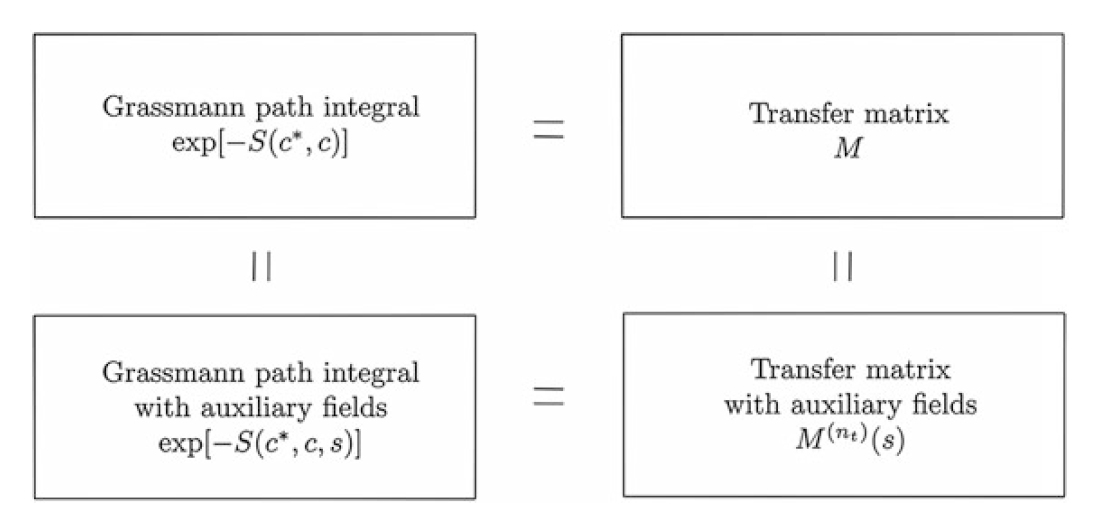 Grassmann path integral
exp[−S(c*, c)]
=
Transfer matrix
M
||
||
Grassmann path integral
with auxiliary fields
exp[−S(c*, c, s)]
=
Transfer matrix
with auxiliary fields
M^(n_t)(s)